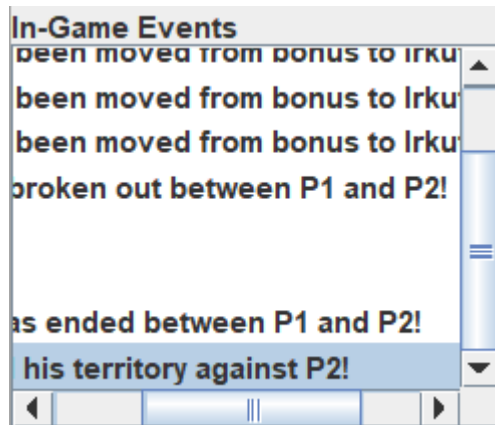 In-Game Events
been moved from bonus to Irku
been moved from bonus to Irku
been moved from bonus to Irku
broken out between P1 and P2!
as ended between P1 and P2!
his territory against P2!